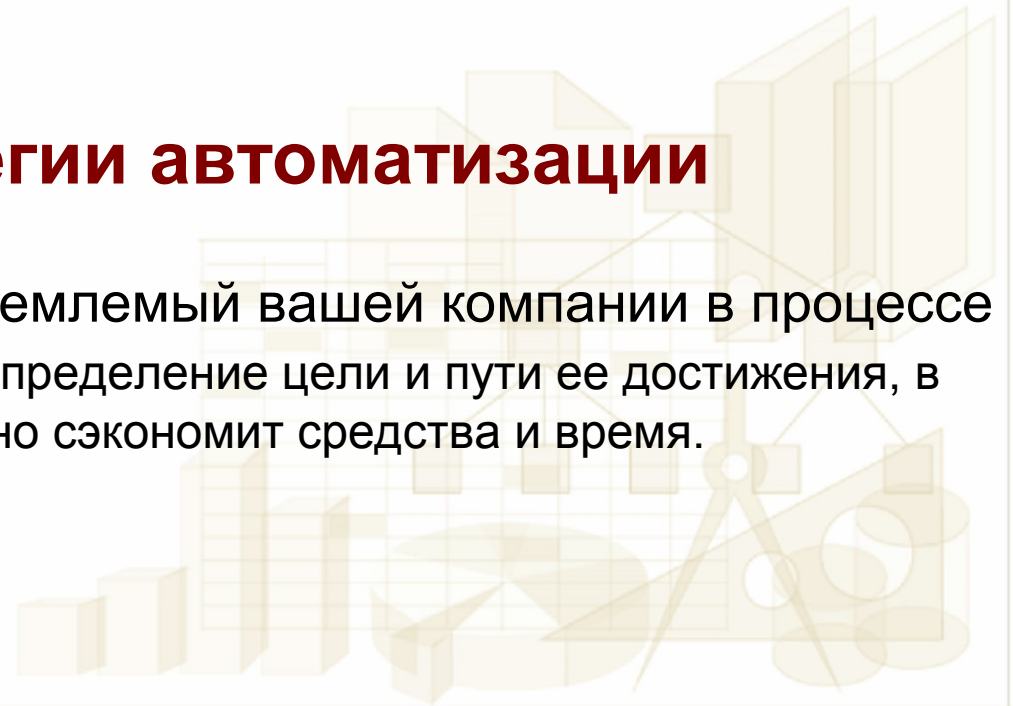 егии автоматизации
емлемый вашей компании в процессе
пределение цели и пути ее достижения, в
но сэкономит средства и время.